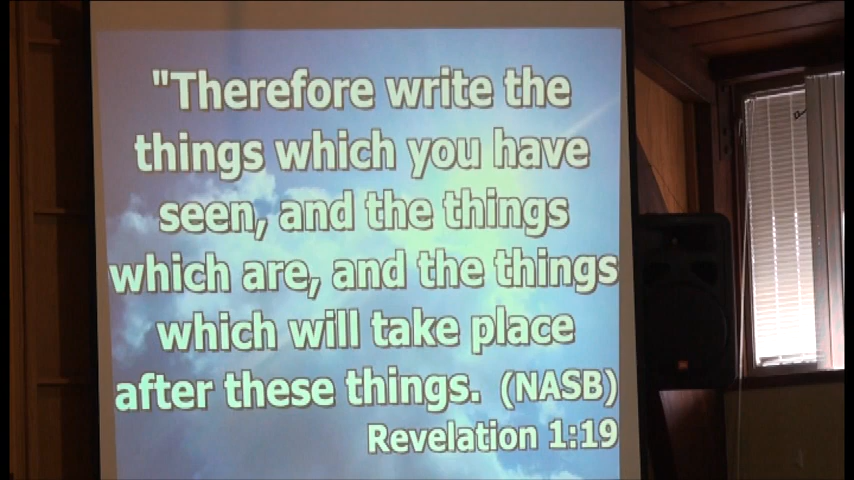 "Therefore write the
things which you have
seen, and the things
which are, and the things
which will take place
after these things. (NASB)
Revelation 1:19